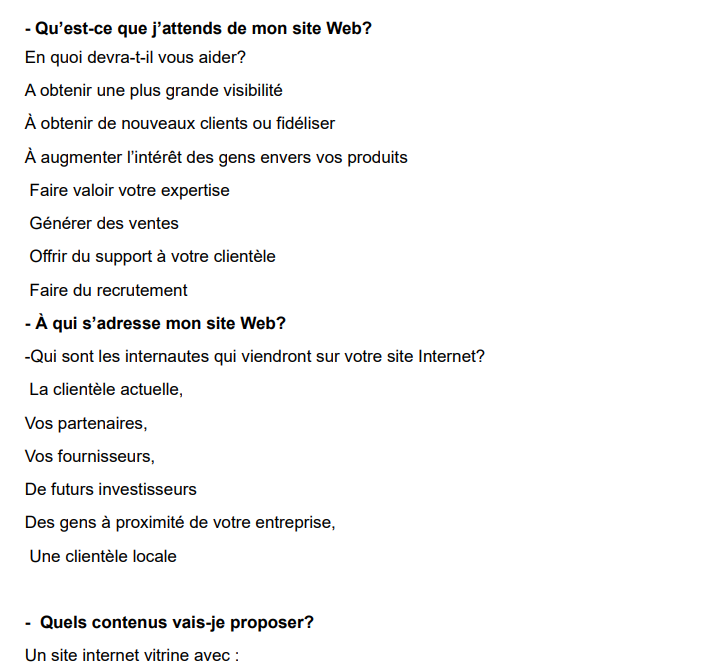 - Qu’est-ce que j’attends de mon site Web?
En quoi devra-t-il vous aider?
A obtenir une plus grande visibilité
À obtenir de nouveaux clients ou fidéliser
À augmenter l’intérêt des gens envers vos produits
Faire valoir votre expertise
Générer des ventes
Offrir du support à votre clientèle
Faire du recrutement
- À qui s’adresse mon site Web?
-Qui sont les internautes qui viendront sur votre site Internet?
La clientèle actuelle,
Vos partenaires,
Vos fournisseurs,
De futurs investisseurs
Des gens à proximité de votre entreprise,
Une clientèle locale
- Quels contenus vais-je proposer?
Un site internet vitrine avec :